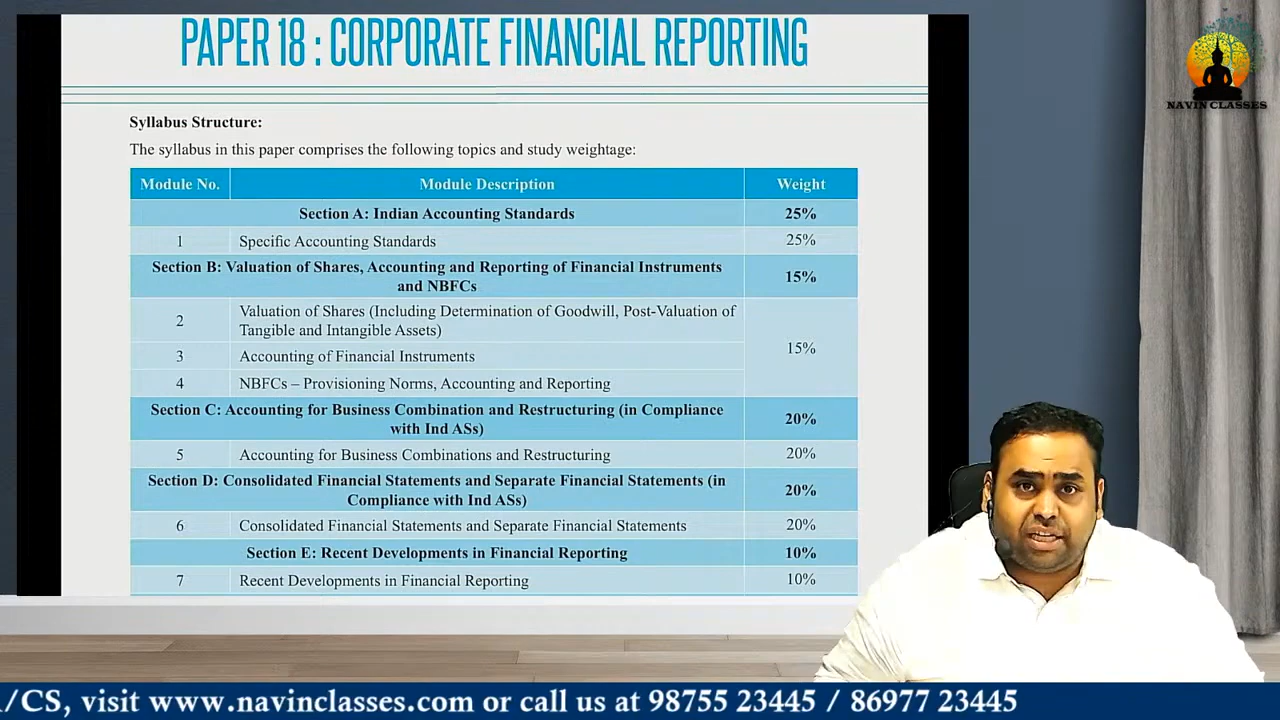 PAPER 18 : CORPORATE FINANCIAL REPORTING
NAVIN CLASSES
Syllabus Structure:
The syllabus in this paper comprises the following topics and study weightage:
Module No. Module Description Weight
Section A: Indian Accounting Standards 25%
1 Specific Accounting Standards 25%
Section B: Valuation of Shares, Accounting and Reporting of Financial Instruments
and NBFCs 15%
2 Valuation of Shares (Including Determination of Goodwill, Post-Valuation of
Tangible and Intangible Assets)
15%
3 Accounting of Financial Instruments
4 NBFCs – Provisioning Norms, Accounting and Reporting
Section C: Accounting for Business Combination and Restructuring (in Compliance
with Ind ASs) 20%
5 Accounting for Business Combinations and Restructuring 20%
Section D: Consolidated Financial Statements and Separate Financial Statements (in
Compliance with Ind ASs) 20%
6 Consolidated Financial Statements and Separate Financial Statements 20%
Section E: Recent Developments in Financial Reporting 10%
7 Recent Developments in Financial Reporting 10%
/CS, visit www.navinclasses.com or call us at 98755 23445 / 86977 23445